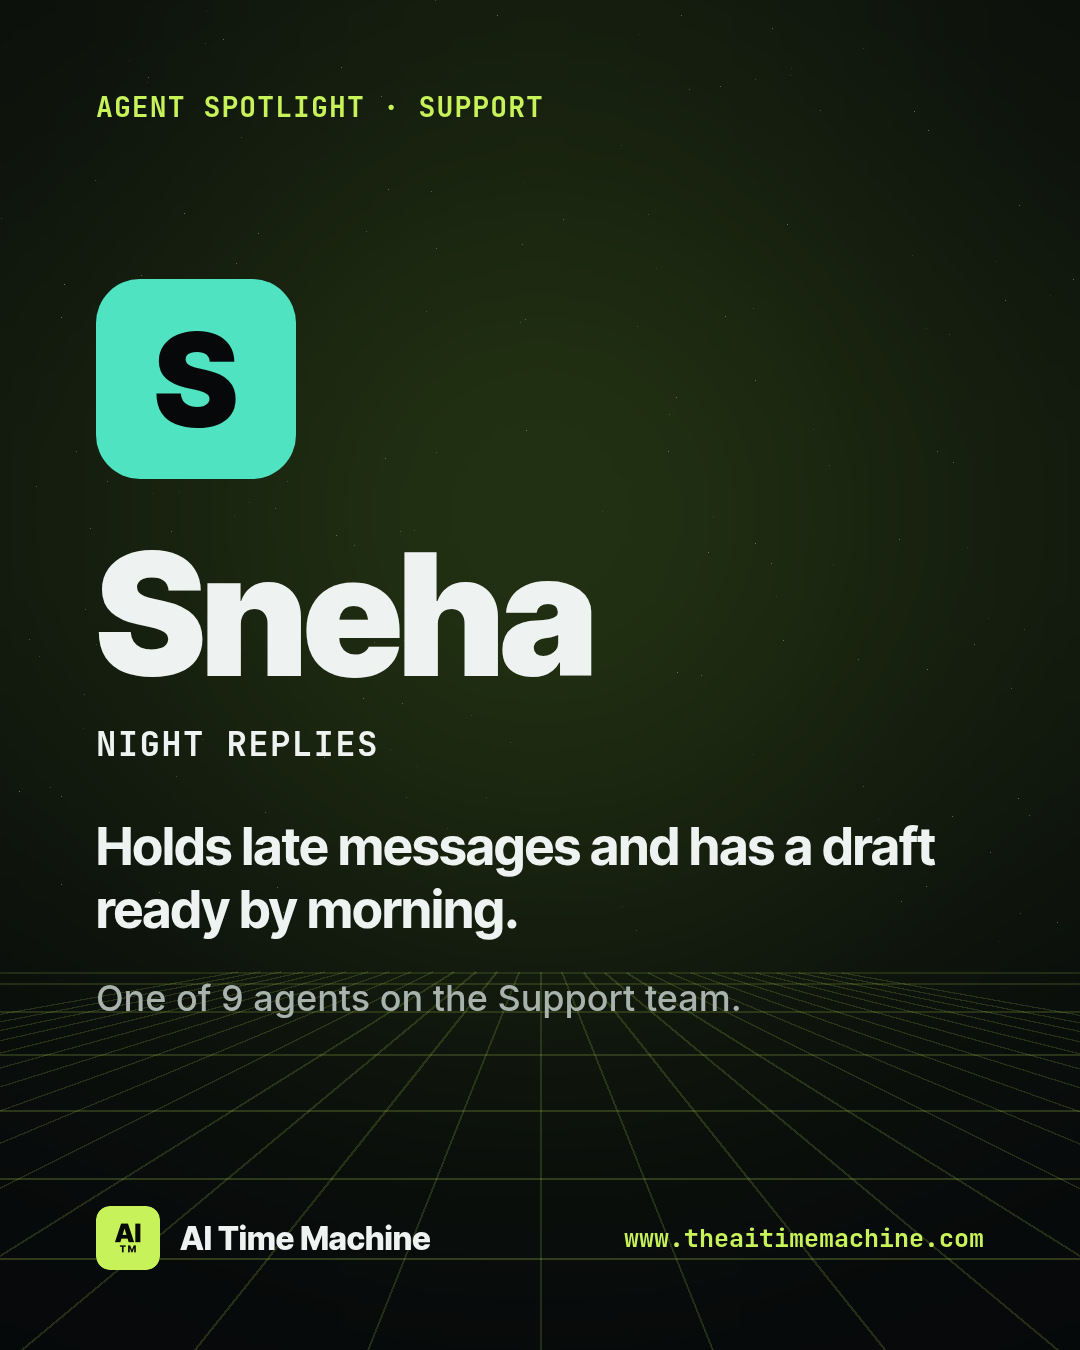 AGENT SPOTLIGHT · SUPPORT
S
Sneha
NIGHT REPLIES
Holds late messages and has a draft
ready by morning.
One of 9 agents on the Support team.
AI
TM
AI Time Machine
www.theaitimemachine.com